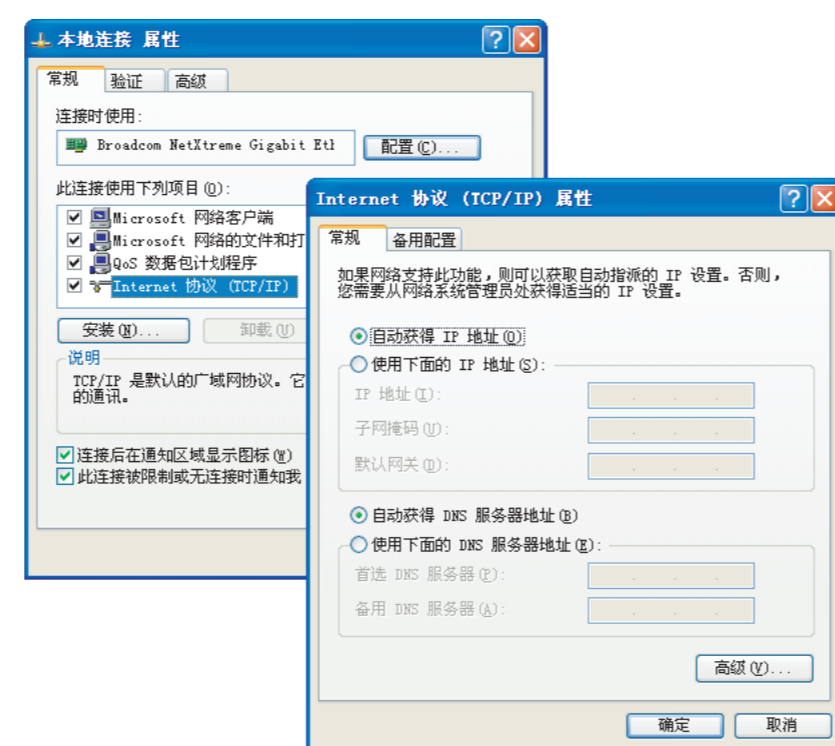 本地连接 属性
常规
验证
高级
连接时使用:
Broadcom NetXtreme Gigabit Etl
配置(C)...
此连接使用下列项目(O):
Microsoft 网络客户端
Microsoft 网络的文件和打
QoS 数据包计划程序
Internet 协议 (TCP/IP)
安装(N)...
卸载(U)
说明
TCP/IP 是默认的广域网协议。它
的通讯。
连接后在通知区域显示图标(W)
此连接被限制或无连接时通知我
Internet 协议 (TCP/IP) 属性
常规
备用配置
如果网络支持此功能,则可以获取自动指派的 IP 设置。否则,
您需要从网络系统管理员处获得适当的 IP 设置。
自动获得 IP 地址(O)
使用下面的 IP 地址(S):
IP 地址(I):
子网掩码(U):
默认网关(D):
自动获得 DNS 服务器地址(B)
使用下面的 DNS 服务器地址(E):
首选 DNS 服务器(P):
备用 DNS 服务器(A):
高级(V)...
确定
取消